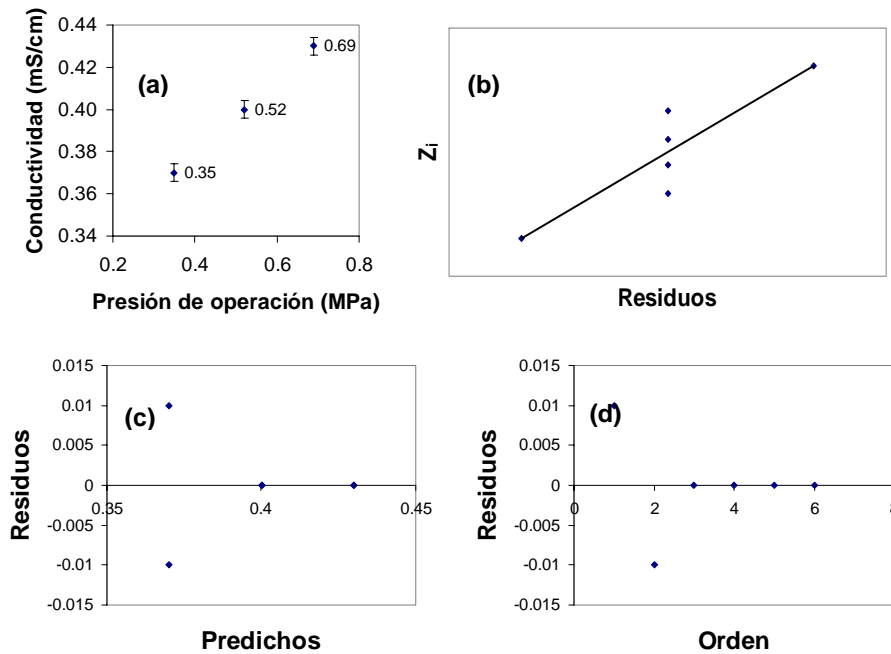 0.44
0.42
0.40
0.38
0.36
0.34
0.2
0.4
0.6
0.8
(a)
0.69
0.52
0.35
Conductividad (mS/cm)
Presión de operación (MPa)
(b)
Zi
Residuos
0.015
0.01
0.005
0
-0.005
-0.01
-0.015
0.35
0.4
0.45
(c)
Residuos
Predichos
0.015
0.01
0.005
0
-0.005
-0.01
-0.015
0
2
4
6
8
(d)
Residuos
Orden